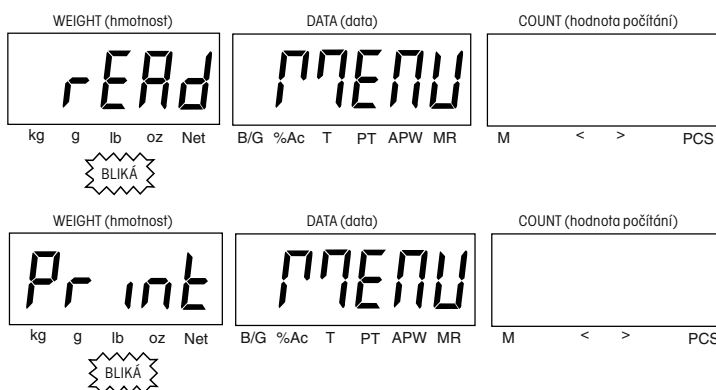 WEIGHT (hmotnost) DATA (data) COUNT (hodnota počítání)
rEAd MENU
kg g lb oz Net B/G %Ac T PT APW MR M < > PCS
BLIKÁ
WEIGHT (hmotnost) DATA (data) COUNT (hodnota počítání)
Print MENU
kg g lb oz Net B/G %Ac T PT APW MR M < > PCS
BLIKÁ